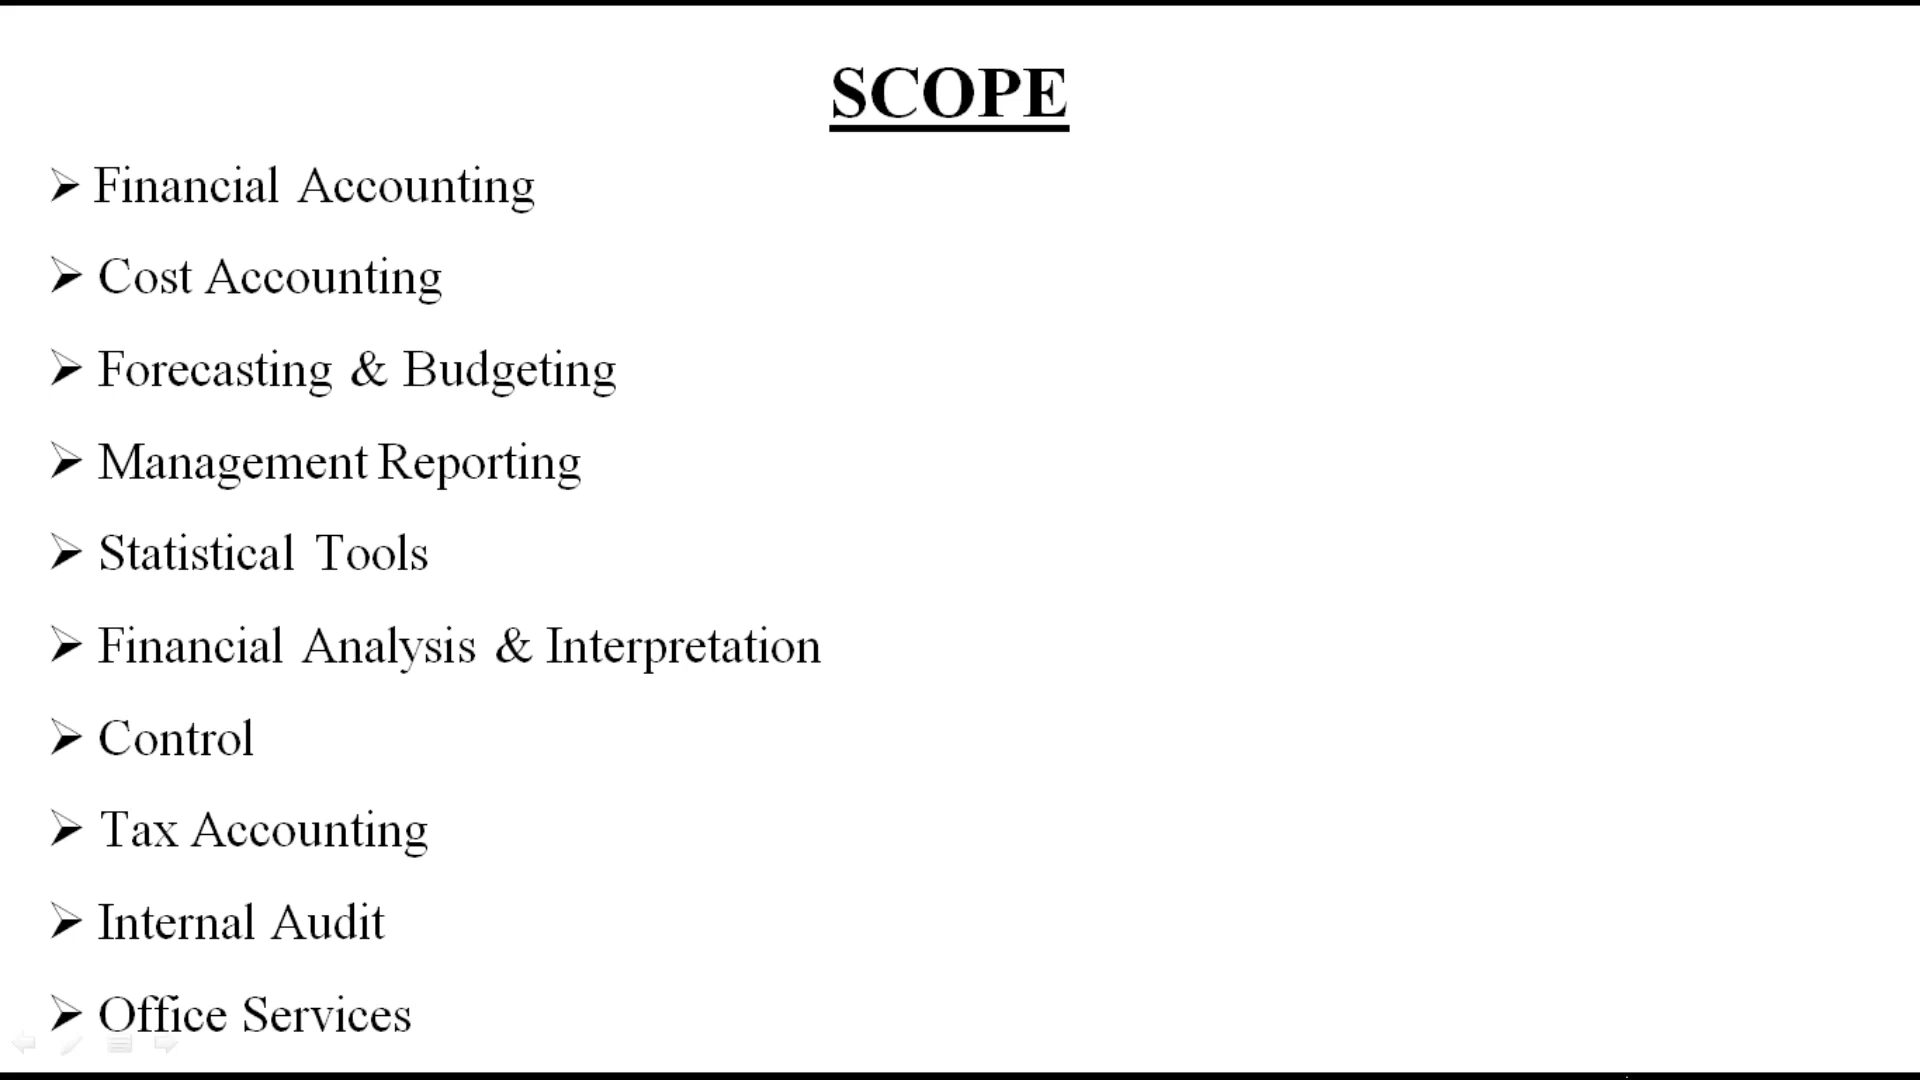 SCOPE
➢ Financial Accounting
➢ Cost Accounting
➢ Forecasting & Budgeting
➢ Management Reporting
➢ Statistical Tools
➢ Financial Analysis & Interpretation
➢ Control
➢ Tax Accounting
➢ Internal Audit
➢ Office Services